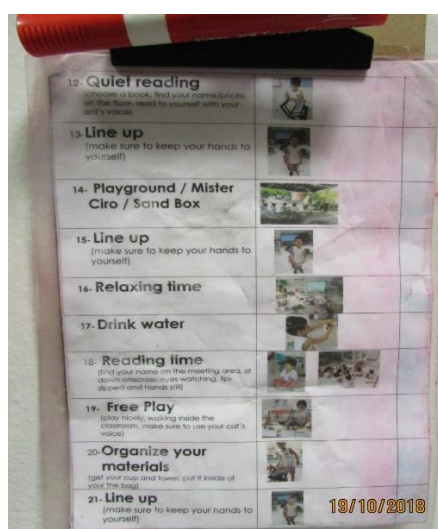 12- Quiet reading
(choose a book, find your name/photo
on the floor, read to yourself with your
ant's voice)
13- Line up
(make sure to keep your hands to
yourself)
14- Playground / Mister
Ciro / Sand Box
15- Line up
(make sure to keep your hands to
yourself)
16- Relaxing time
17- Drink water
18- Reading time
(find your name on the meeting area, sit
down crisscross, eyes watching, lips
zipped and hands still)
19- Free Play
(play nicely, walking inside the
classroom, make sure to use your cat's
voice)
20- Organize your
materials
(get your cup and towel, put it inside of
your the bag)
21- Line up
(make sure to keep your hands to
yourself)
19/10/2018